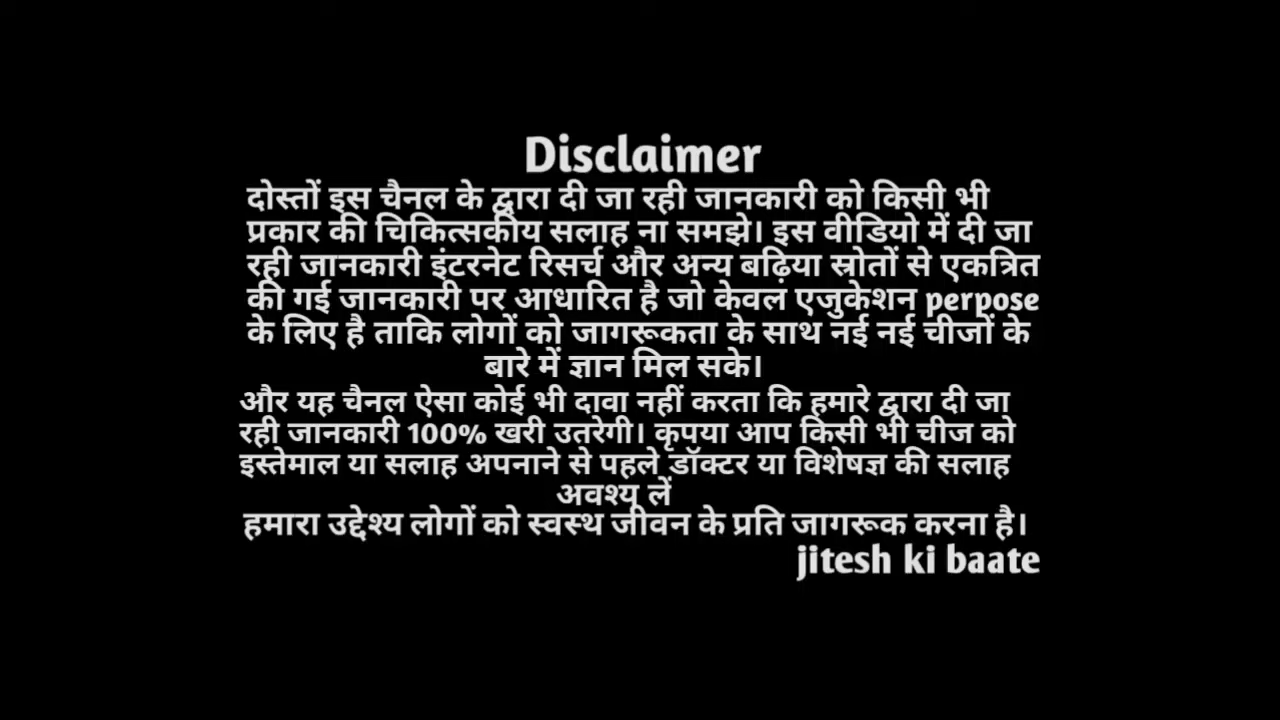 Disclaimer
दोस्तों इस चैनल के द्वारा दी जा रही जानकारी को किसी भी
प्रकार की चिकित्सकीय सलाह ना समझे। इस वीडियो में दी जा
रही जानकारी इंटरनेट रिसर्च और अन्य बढ़िया स्रोतों से एकत्रित
की गई जानकारी पर आधारित है जो केवल एजुकेशन perpose
के लिए है ताकि लोगों को जागरूकता के साथ नई नई चीजों के
बारे में ज्ञान मिल सके।
और यह चैनल ऐसा कोई भी दावा नहीं करता कि हमारे द्वारा दी जा
रही जानकारी 100% खरी उतरेगी। कृपया आप किसी भी चीज को
इस्तेमाल या सलाह अपनाने से पहले डॉक्टर या विशेषज्ञ की सलाह
अवश्य लें
हमारा उद्देश्य लोगों को स्वस्थ जीवन के प्रति जागरूक करना है।
jitesh ki baate